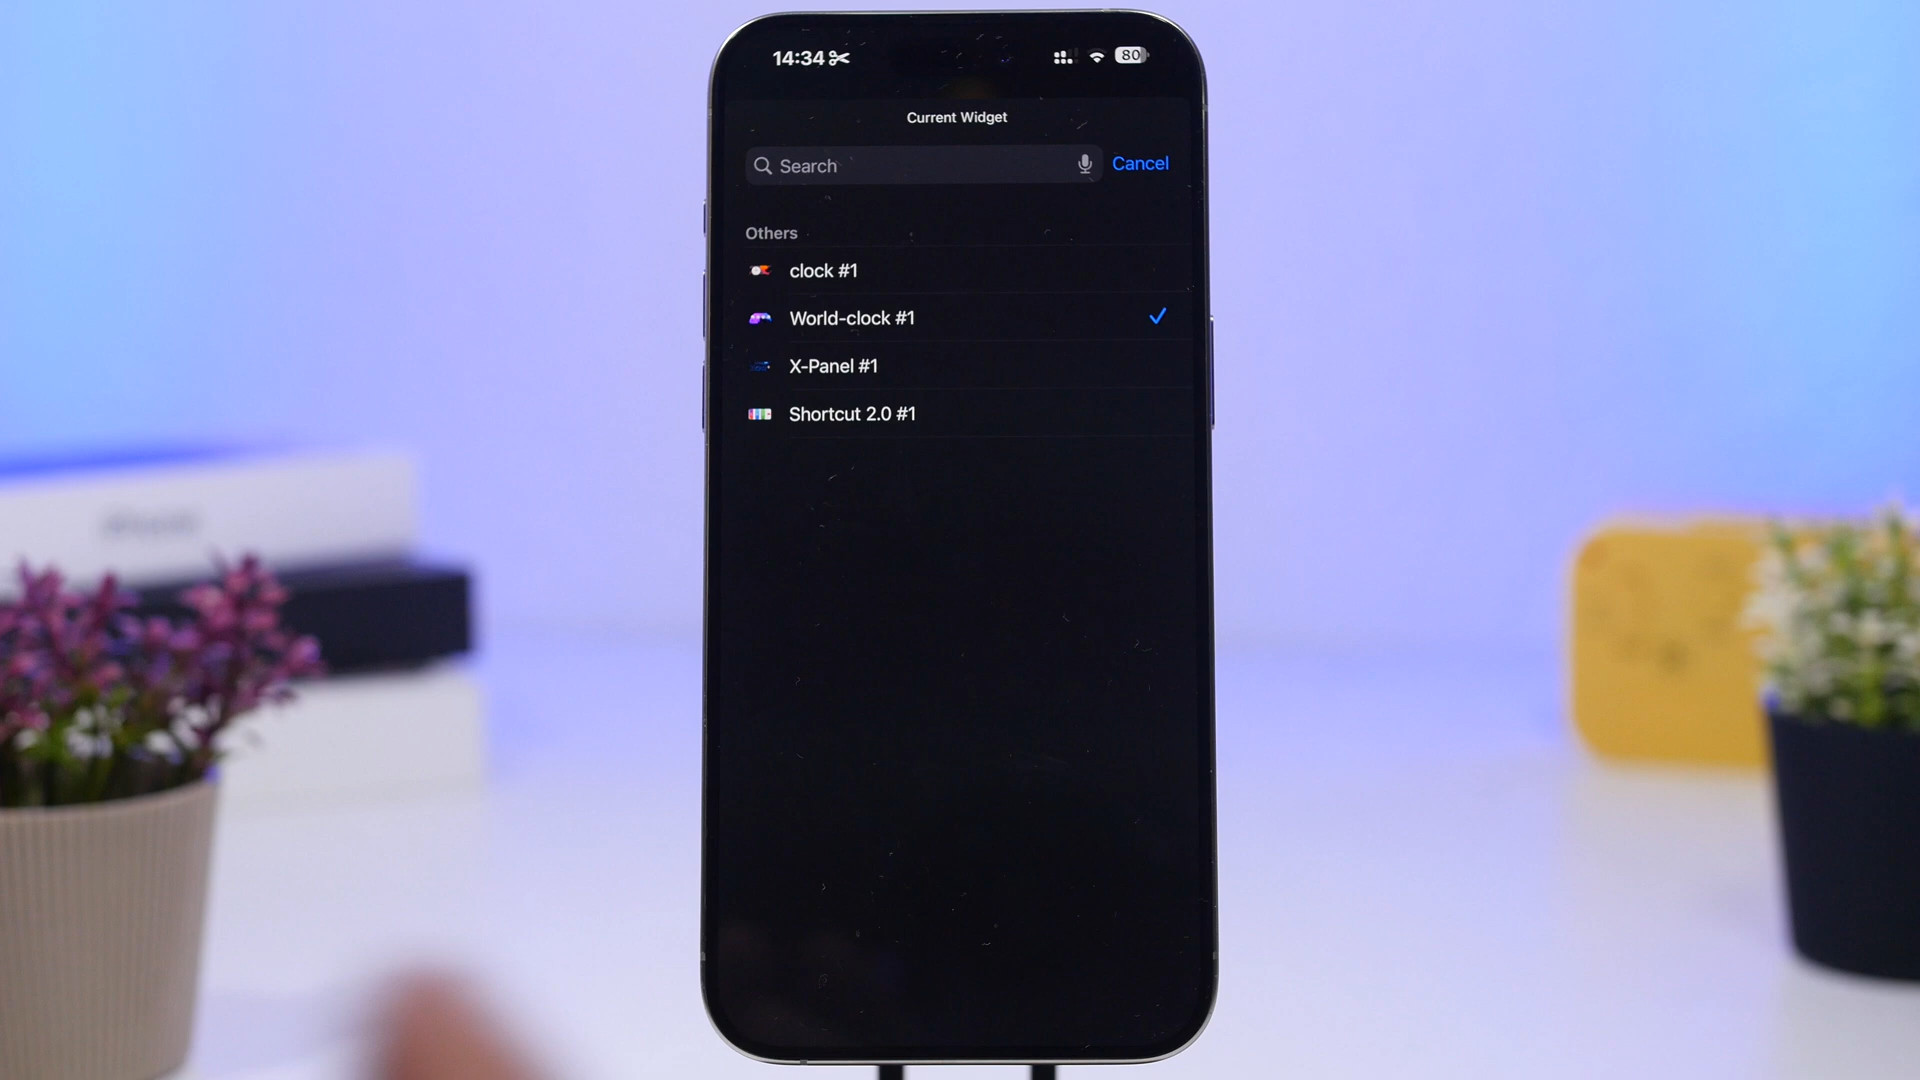 14:34
80
Current Widget
Search
Cancel
Others
clock #1
World-clock #1
X-Panel #1
Shortcut 2.0 #1